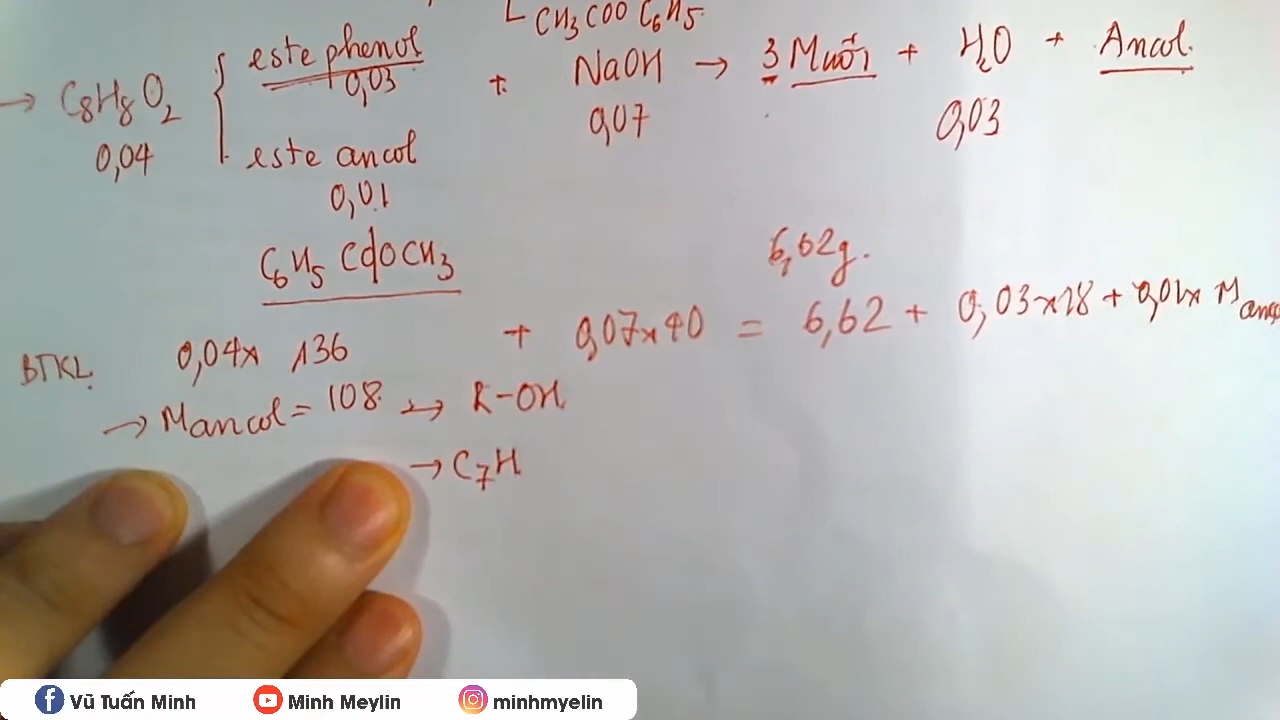 CH3COOC6H5
→ C8H8O2 { este phenol + NaOH → 3 Muối + H2O + Ancol
0,03
0,04 0,07 0,03
este ancol
0,01
C6H5COOCH3
6,62g.
BTKL 0,04x 136 + 0,07x40 = 6,62 + 0,03x18 + 0,01x Manc
→ Mancol = 108 → R-OH
→ C7H
Vũ Tuấn Minh Minh Meylin minhmyelin